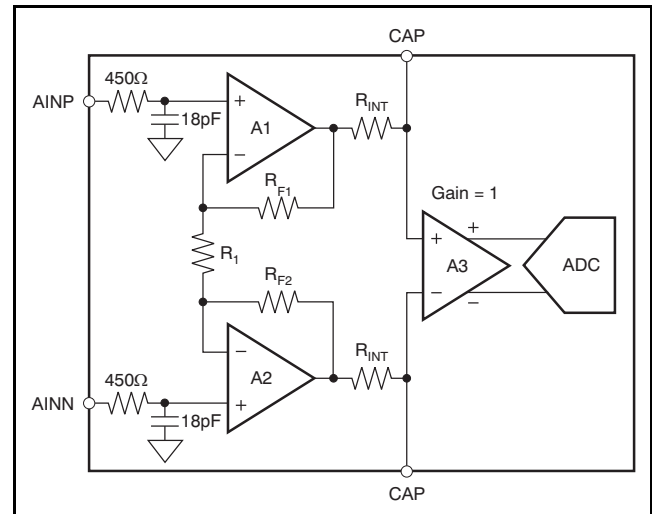 CAP
450Ω
AINP
18pF
+
A1
−
R_INT
R_F1
Gain = 1
R_1
+
+
A3
−
−
ADC
R_F2
−
A2
+
R_INT
450Ω
AINN
18pF
CAP